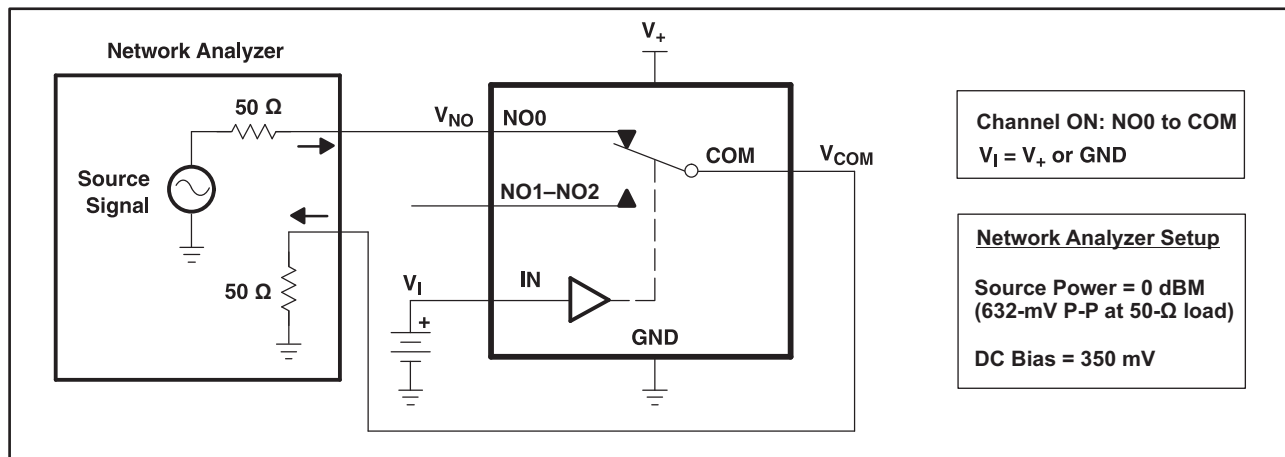 Network Analyzer
50 Ω
Source
Signal
50 Ω
V+
VNO
NO0
COM
VCOM
NO1–NO2
VI
IN
+
GND
Channel ON: NO0 to COM
VI = V+ or GND
Network Analyzer Setup
Source Power = 0 dBM
(632-mV P-P at 50-Ω load)
DC Bias = 350 mV